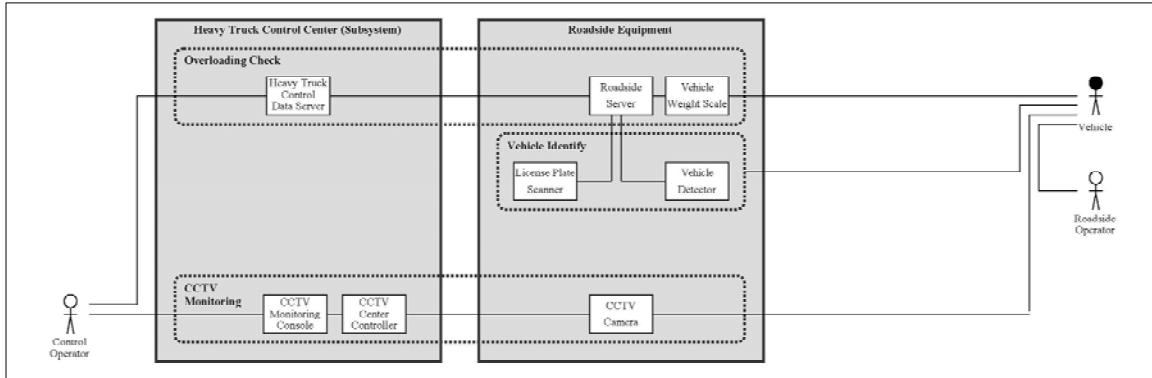 Heavy Truck Control Center (Subsystem)
Roadside Equipment
Overloading Check
Heavy Truck
Control
Data Server
Roadside
Server
Vehicle
Weight Scale
Vehicle
Vehicle Identify
License Plate
Scanner
Vehicle
Detector
Roadside
Operator
CCTV
Monitoring
CCTV
Monitoring
Console
CCTV
Center
Controller
CCTV
Camera
Control
Operator